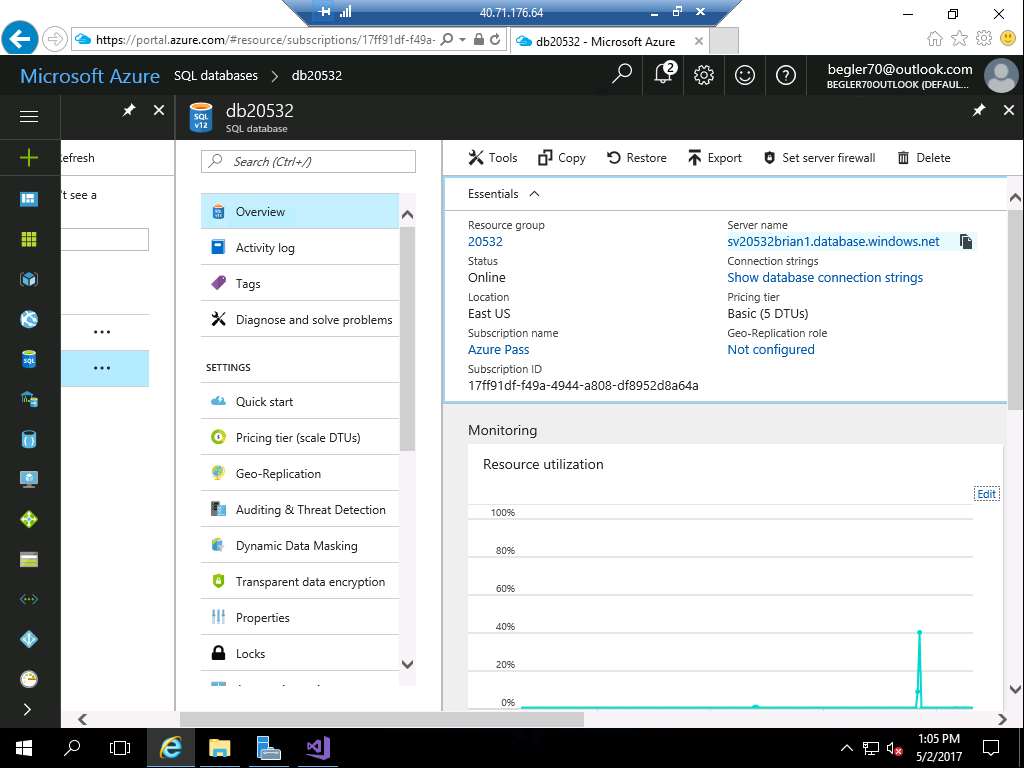 40.71.176.64
https://portal.azure.com/#resource/subscriptions/17ff91df-f49a-
db20532 - Microsoft Azure
Microsoft Azure SQL databases > db20532
2
begler70@outlook.com
BEGLER70OUTLOOK (DEFAUL...
db20532
SQL database
SQL
v12
efresh
't see a
Search (Ctrl+/)
Overview
Activity log
Tags
Diagnose and solve problems
SETTINGS
Quick start
Pricing tier (scale DTUs)
Geo-Replication
Auditing & Threat Detection
Dynamic Data Masking
Transparent data encryption
Properties
Locks
Tools Copy Restore Export Set server firewall Delete
Essentials
Resource group
20532
Status
Online
Location
East US
Subscription name
Azure Pass
Subscription ID
17ff91df-f49a-4944-a808-df8952d8a64a
Server name
sv20532brian1.database.windows.net
Connection strings
Show database connection strings
Pricing tier
Basic (5 DTUs)
Geo-Replication role
Not configured
Monitoring
Resource utilization
Edit
100%
80%
60%
40%
20%
0%
1:05 PM
5/2/2017